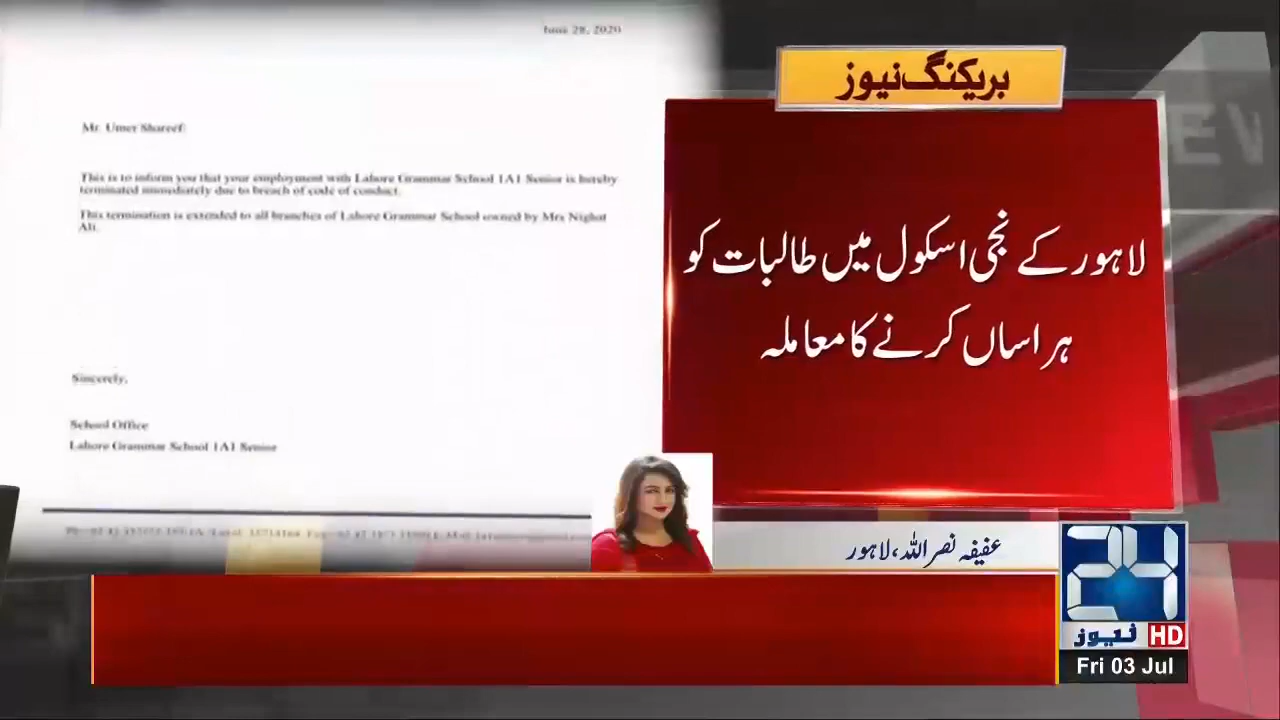 June 28, 2020
Mr. Umer Shareef:
This is to inform you that your employment with Lahore Grammar School 1A1 Senior is hereby
terminated immediately due to breach of code of conduct.
This termination is extended to all branches of Lahore Grammar School owned by Mrs Nighat
Ali.
Sincerely,
School Office
Lahore Grammar School 1A1 Senior
بریکنگ نیوز
لاہور کے نجی اسکول میں طالبات کو
ہراساں کرنے کا معاملہ
عفیفہ نصر اللہ، لاہور
24
نیوز HD
Fri 03 Jul